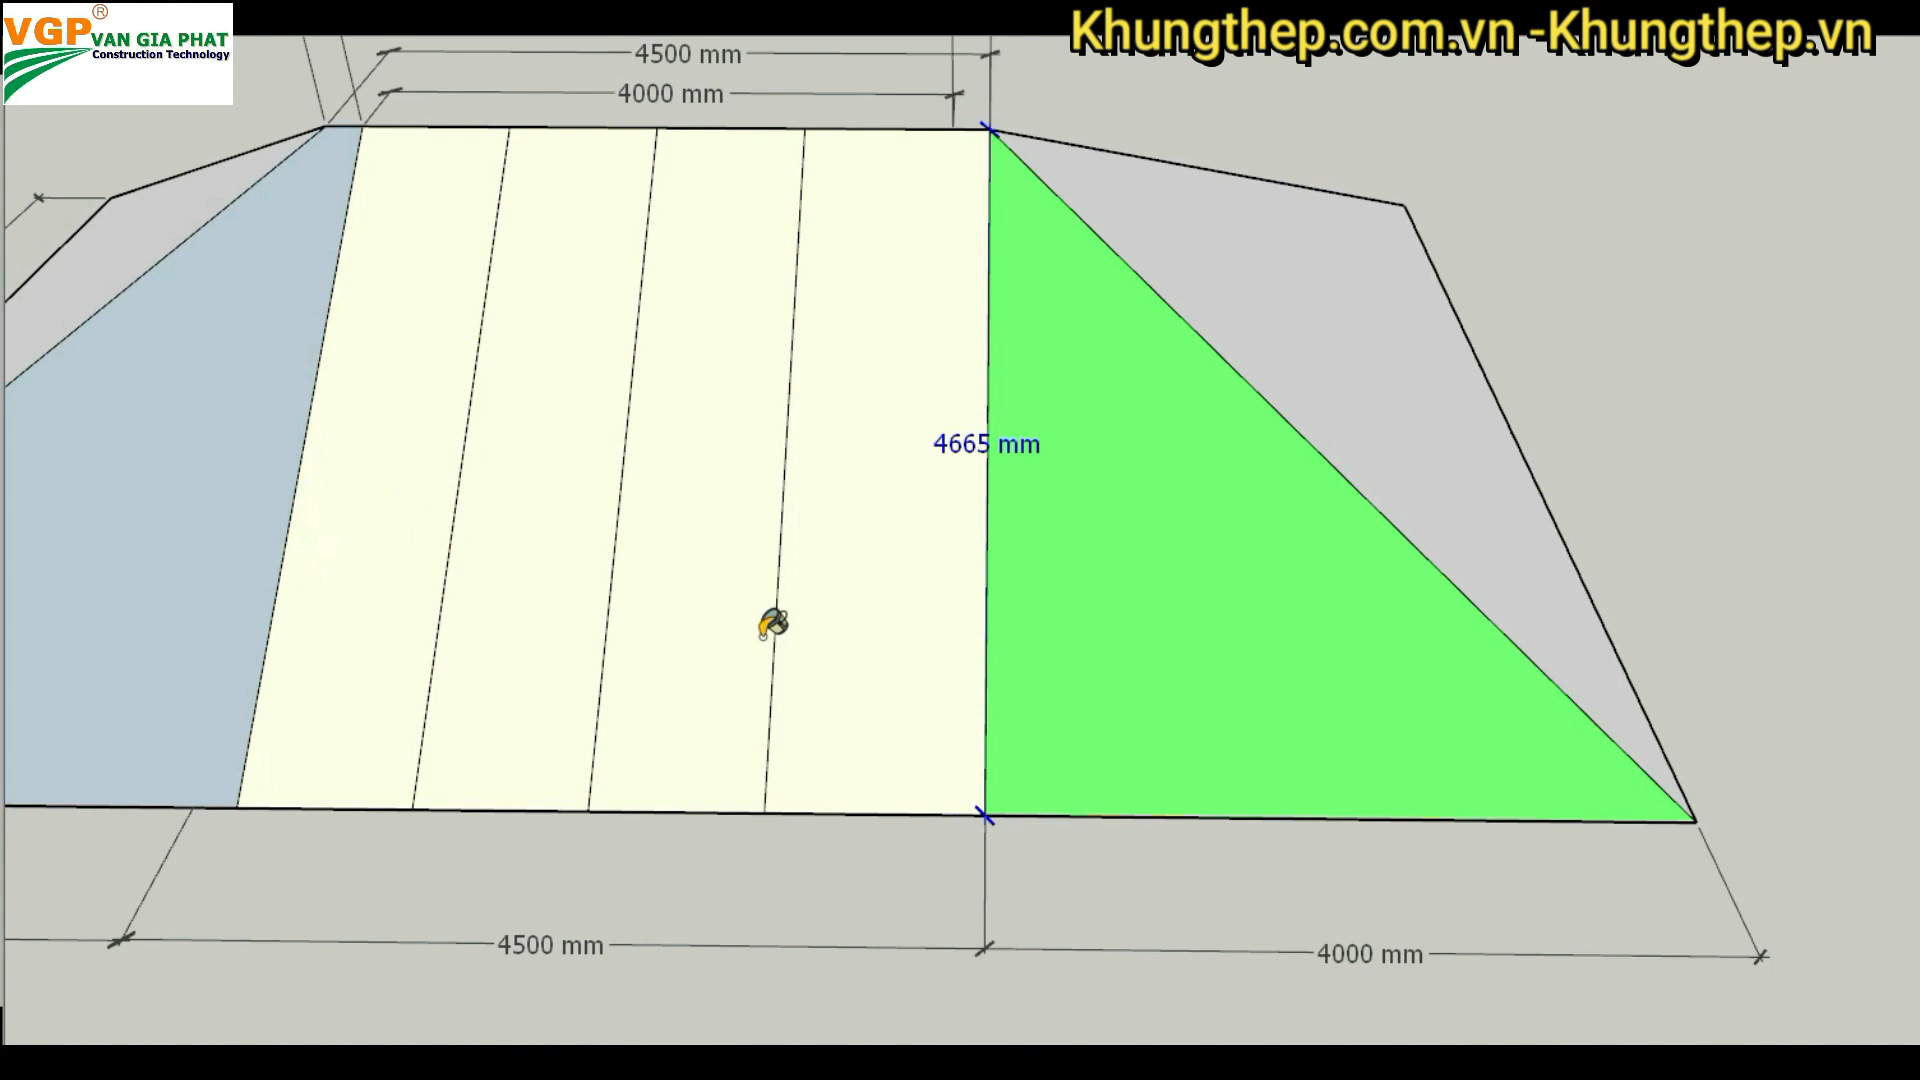 VGP®
VAN GIA PHAT
Construction Technology
Khungthep.com.vn -Khungthep.vn
4500 mm
4000 mm
4665 mm
4500 mm
4000 mm